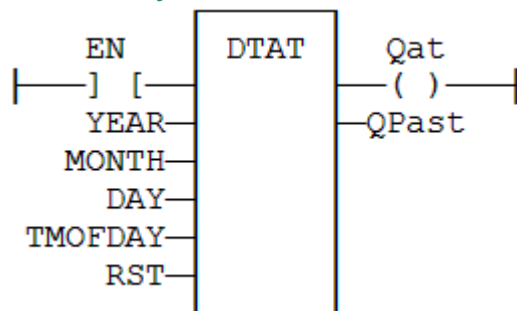 EN DTAT Qat
] [ ( )
YEAR QPast
MONTH
DAY
TMOFDAY
RST